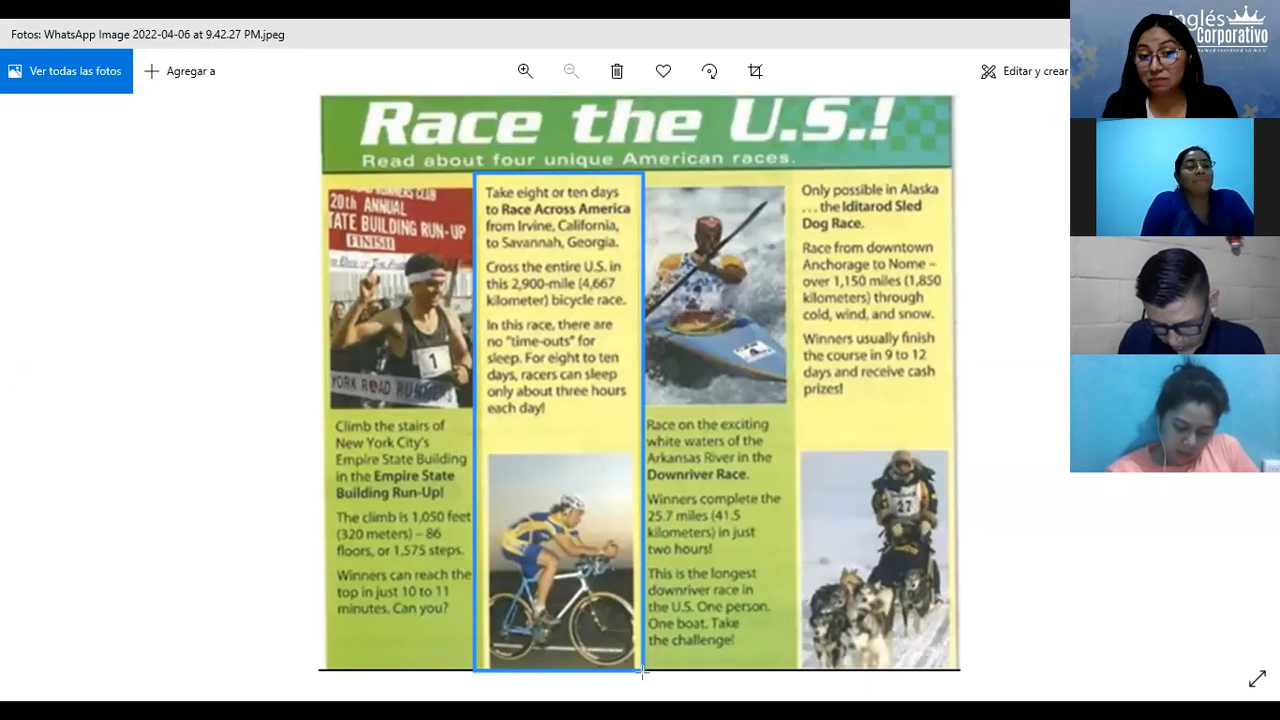 Fotos: WhatsApp Image 2022-04-06 at 9.42.27 PM.jpeg
Ver todas las fotos
Agregar a
Editar y crear
Inglés
Corporativo
Race the U.S.!
Read about four unique American races.
20th ANNUAL
TATE BUILDING RUN-UP
FINISH
1
YORK ROAD RUN
Climb the stairs of
New York City's
Empire State Building
in the Empire State
Building Run-Up!
The climb is 1,050 feet
(320 meters) – 86
floors, or 1,575 steps.
Winners can reach the
top in just 10 to 11
minutes. Can you?
Take eight or ten days
to Race Across America
from Irvine, California,
to Savannah, Georgia.
Cross the entire U.S. in
this 2,900-mile (4,667
kilometer) bicycle race.
In this race, there are
no "time-outs" for
sleep. For eight to ten
days, racers can sleep
only about three hours
each day!
Race on the exciting
white waters of the
Arkansas River in the
Downriver Race.
Winners complete the
25.7 miles (41.5
kilometers) in just
two hours!
This is the longest
downriver race in
the U.S. One person.
One boat. Take
the challenge!
Only possible in Alaska
... the Iditarod Sled
Dog Race.
Race from downtown
Anchorage to Nome –
over 1,150 miles (1,850
kilometers) through
cold, wind, and snow.
Winners usually finish
the course in 9 to 12
days and receive cash
prizes!
27